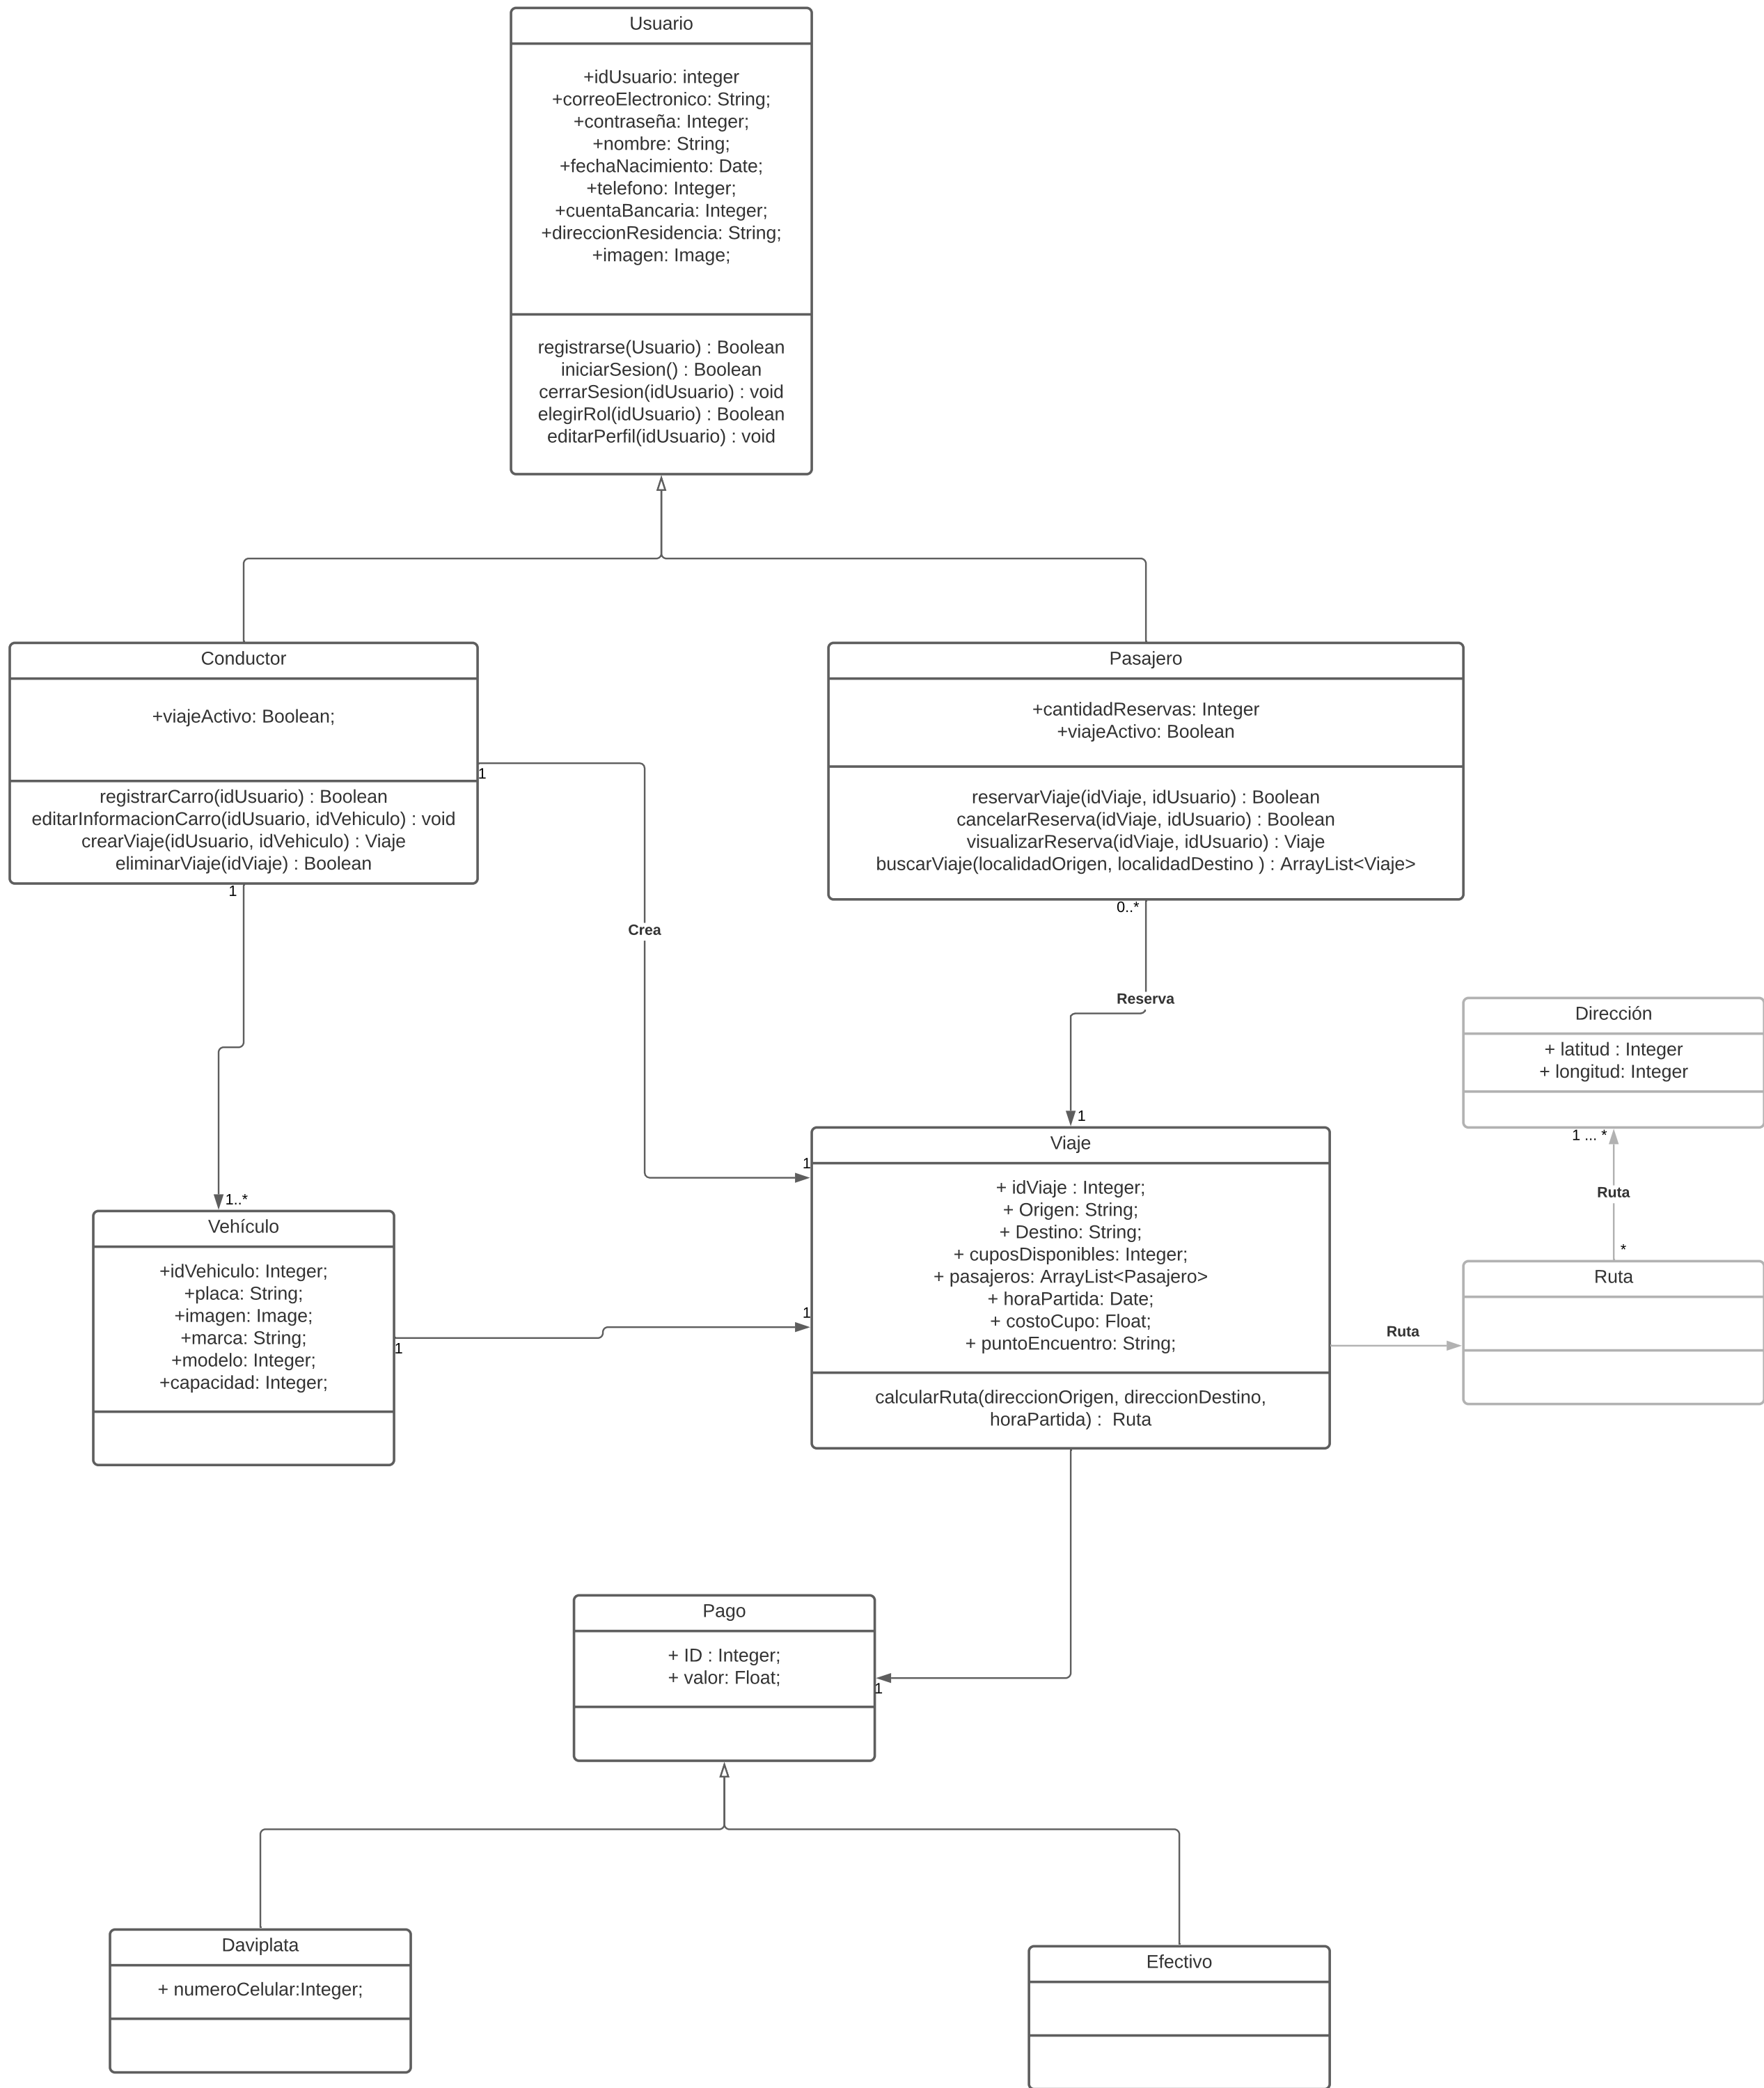 Usuario
+idUsuario: integer
+correoElectronico: String;
+contraseña: Integer;
+nombre: String;
+fechaNacimiento: Date;
+telefono: Integer;
+cuentaBancaria: Integer;
+direccionResidencia: String;
+imagen: Image;
registrarse(Usuario) : Boolean
iniciarSesion() : Boolean
cerrarSesion(idUsuario) : void
elegirRol(idUsuario) : Boolean
editarPerfil(idUsuario) : void
Conductor
+viajeActivo: Boolean;
registrarCarro(idUsuario) : Boolean
editarInformacionCarro(idUsuario, idVehiculo) : void
crearViaje(idUsuario, idVehiculo) : Viaje
eliminarViaje(idViaje) : Boolean
1
1
Crea
1
Pasajero
+cantidadReservas: Integer
+viajeActivo: Boolean
reservarViaje(idViaje, idUsuario) : Boolean
cancelarReserva(idViaje, idUsuario) : Boolean
visualizarReserva(idViaje, idUsuario) : Viaje
buscarViaje(localidadOrigen, localidadDestino ) : ArrayList<Viaje>
0..*
Reserva
1
Dirección
+ latitud : Integer
+ longitud: Integer
1 ... *
Ruta
*
Ruta
Ruta
1..*
Vehículo
+idVehiculo: Integer;
+placa: String;
+imagen: Image;
+marca: String;
+modelo: Integer;
+capacidad: Integer;
1
1
Viaje
+ idViaje : Integer;
+ Origen: String;
+ Destino: String;
+ cuposDisponibles: Integer;
+ pasajeros: ArrayList<Pasajero>
+ horaPartida: Date;
+ costoCupo: Float;
+ puntoEncuentro: String;
calcularRuta(direccionOrigen, direccionDestino,
horaPartida) :  Ruta
Pago
+ ID : Integer;
+ valor: Float;
1
Daviplata
+ numeroCelular:Integer;
Efectivo